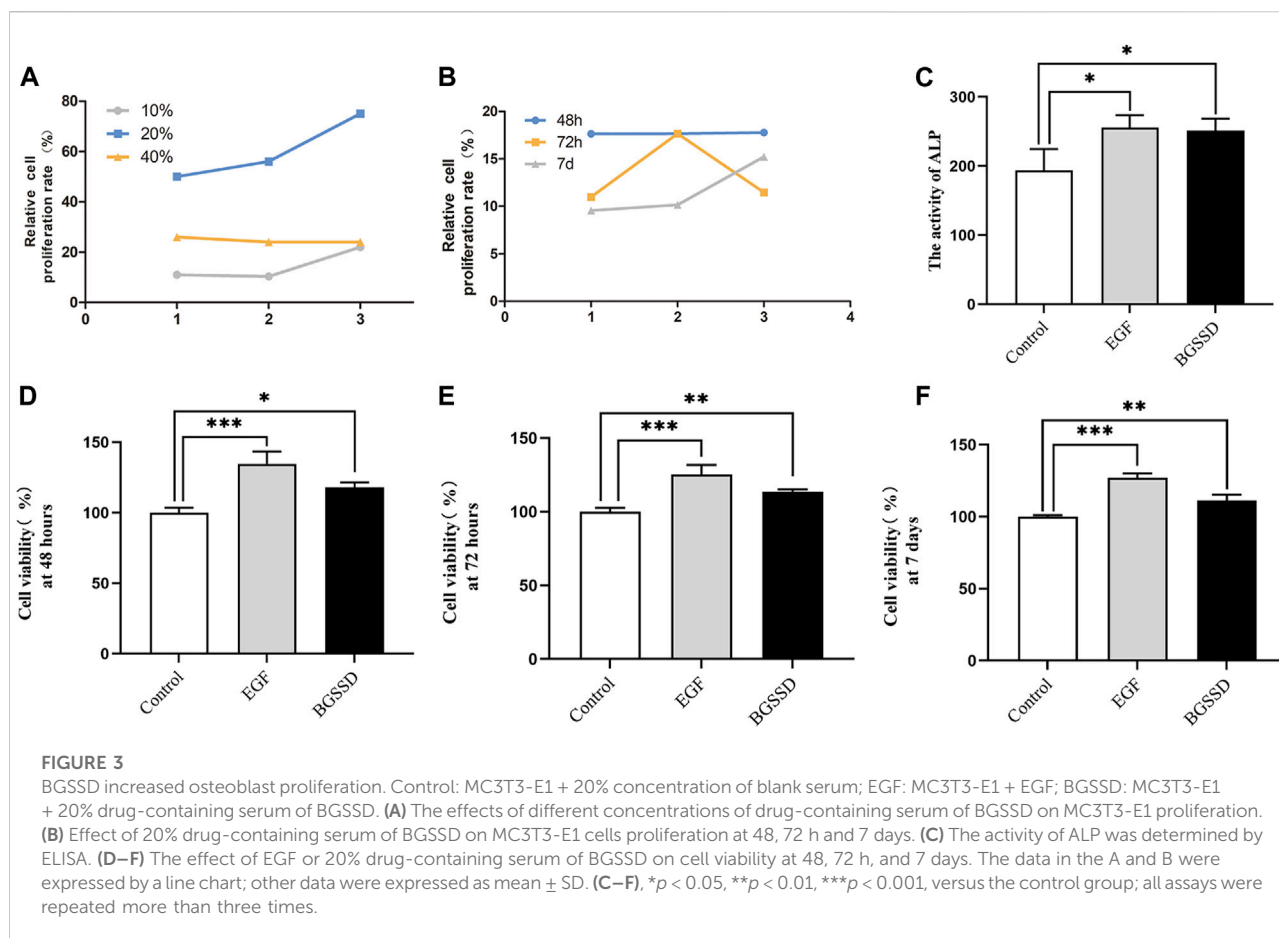 A
Relative cell
proliferation rate（%）
10%
20%
40%
80
60
40
20
0
0
1
2
3
B
Relative cell
proliferation rate（%）
48h
72h
7d
20
15
10
5
0
0
1
2
3
4
C
The activity of ALP
300
200
100
0
*
*
Control
EGF
BGSSD
D
Cell viability（%）
at 48 hours
150
100
50
0
*
***
Control
EGF
BGSSD
E
Cell viability（%）
at 72 hours
150
100
50
0
**
***
Control
EGF
BGSSD
F
Cell viability（%）
at 7 days
150
100
50
0
**
***
Control
EGF
BGSSD
FIGURE 3
BGSSD increased osteoblast proliferation. Control: MC3T3-E1 + 20% concentration of blank serum; EGF: MC3T3-E1 + EGF; BGSSD: MC3T3-E1
+ 20% drug-containing serum of BGSSD. (A) The effects of different concentrations of drug-containing serum of BGSSD on MC3T3-E1 proliferation.
(B) Effect of 20% drug-containing serum of BGSSD on MC3T3-E1 cells proliferation at 48, 72 h and 7 days. (C) The activity of ALP was determined by
ELISA. (D–F) The effect of EGF or 20% drug-containing serum of BGSSD on cell viability at 48, 72 h, and 7 days. The data in the A and B were
expressed by a line chart; other data were expressed as mean ± SD. (C–F), *p < 0.05, **p < 0.01, ***p < 0.001, versus the control group; all assays were
repeated more than three times.